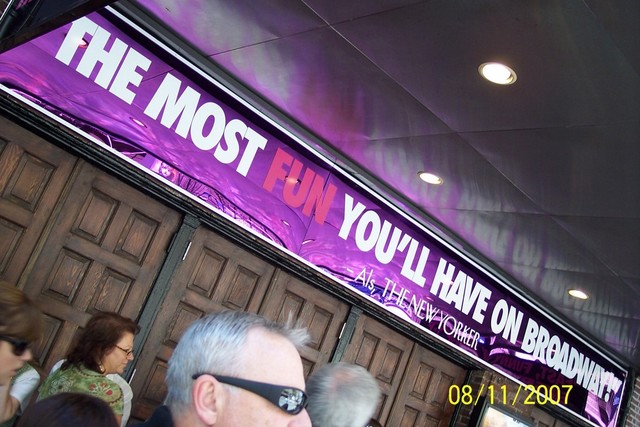 THE MOST FUN YOU'LL HAVE ON BROADWAY!"
Als, THE NEW YORKER
08/11/2007